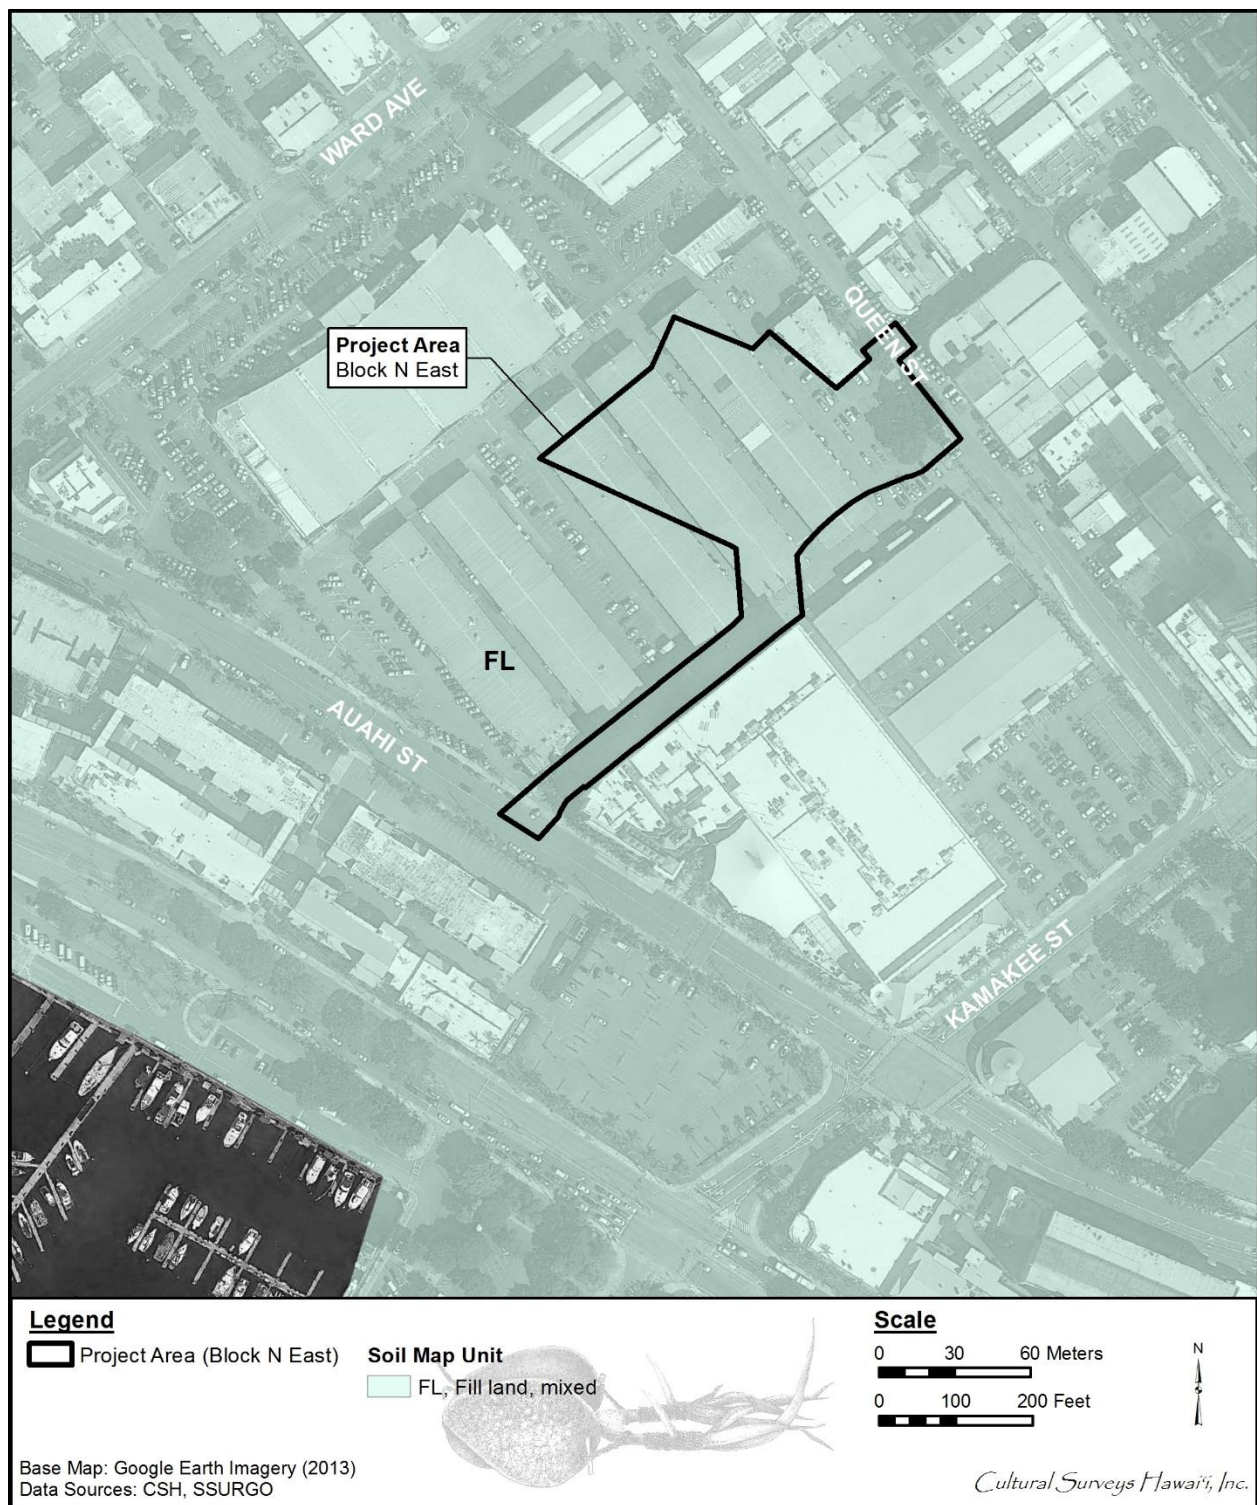 WARD AVE
QUEEN ST
Project Area
Block N East
FL
AUAHI ST
KAMAKEE ST
Legend
Project Area (Block N East)
Soil Map Unit
FL, Fill land, mixed
Scale
0 30 60 Meters
0 100 200 Feet
N
Base Map: Google Earth Imagery (2013)
Data Sources: CSH, SSURGO
Cultural Surveys Hawaiʻi, Inc.